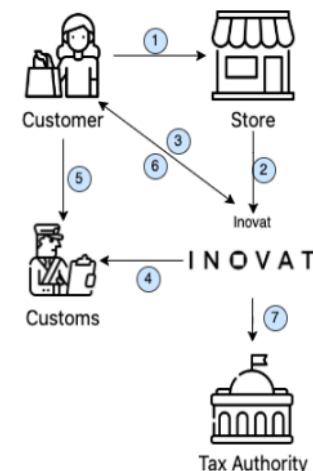 1
Customer
Store
3
2
6
5
Inovat
INOVAT
4
Customs
7
Tax Authority